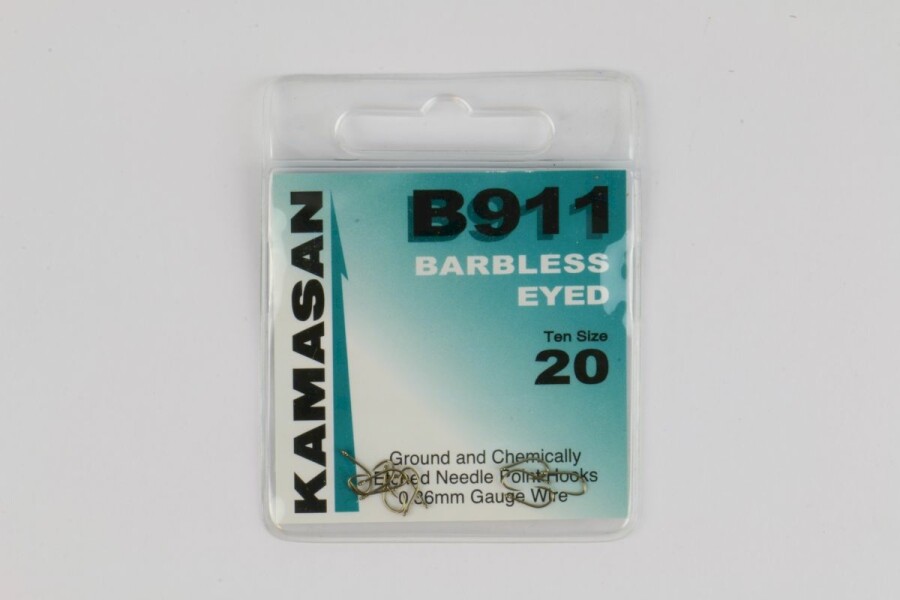 KAMASAN
B911
BARBLESS
EYED
Ten Size
20
Ground and Chemically
Etched Needle Point Hooks
0.36mm Gauge Wire